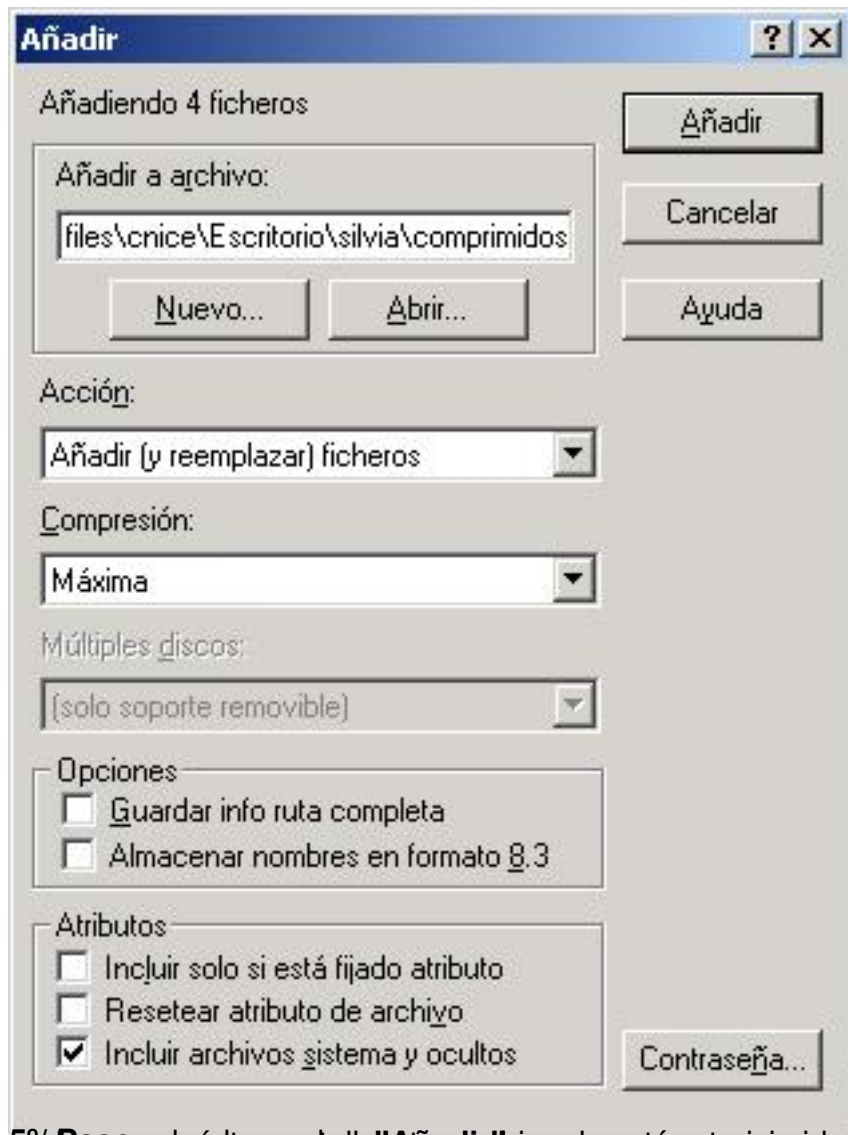 Añadir
Añadiendo 4 ficheros
Añadir
Añadir a archivo:
files\cnice\Escritorio\silvia\comprimidos
Cancelar
Nuevo...
Abrir...
Ayuda
Acción:
Añadir (y reemplazar) ficheros
Compresión:
Máxima
Múltiples discos:
(solo soporte removible)
Opciones
Guardar info ruta completa
Almacenar nombres en formato 8.3
Atributos
Incluir solo si está fijado atributo
Resetear atributo de archivo
Incluir archivos sistema y ocultos
Contraseña...